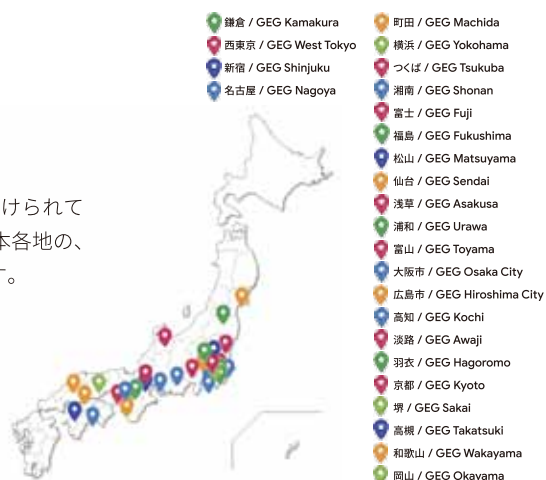 鎌倉 / GEG Kamakura
西東京 / GEG West Tokyo
新宿 / GEG Shinjuku
名古屋 / GEG Nagoya
町田 / GEG Machida
横浜 / GEG Yokohama
つくば / GEG Tsukuba
湘南 / GEG Shonan
富士 / GEG Fuji
福島 / GEG Fukushima
松山 / GEG Matsuyama
仙台 / GEG Sendai
浅草 / GEG Asakusa
浦和 / GEG Urawa
富山 / GEG Toyama
大阪市 / GEG Osaka City
広島市 / GEG Hiroshima City
高知 / GEG Kochi
淡路 / GEG Awaji
羽衣 / GEG Hagoromo
京都 / GEG Kyoto
堺 / GEG Sakai
高槻 / GEG Takatsuki
和歌山 / GEG Wakayama
岡山 / GEG Okayama
けられて
本各地の、
す。